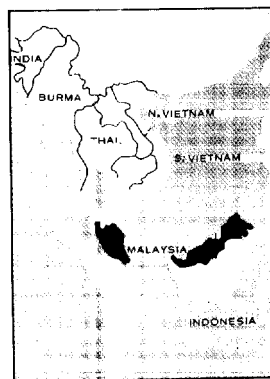 INDIA
BURMA
N. VIETNAM
THAI.
S. VIETNAM
MALAYSIA
INDONESIA